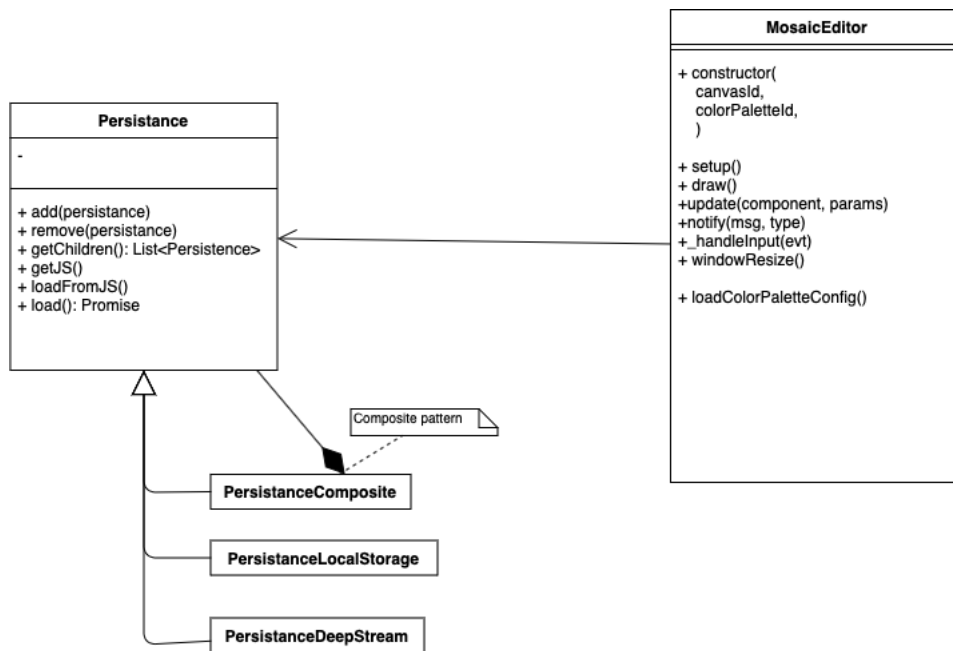 MosaicEditor
+ constructor(
canvasId,
colorPaletteId,
)
+ setup()
+ draw()
+update(component, params)
+notify(msg, type)
+_handleInput(evt)
+ windowResize()
+ loadColorPaletteConfig()
Persistance
-
+ add(persistance)
+ remove(persistance)
+ getChildren(): List<Persistence>
+ getJS()
+ loadFromJS()
+ load(): Promise
Composite pattern
PersistanceComposite
PersistanceLocalStorage
PersistanceDeepStream